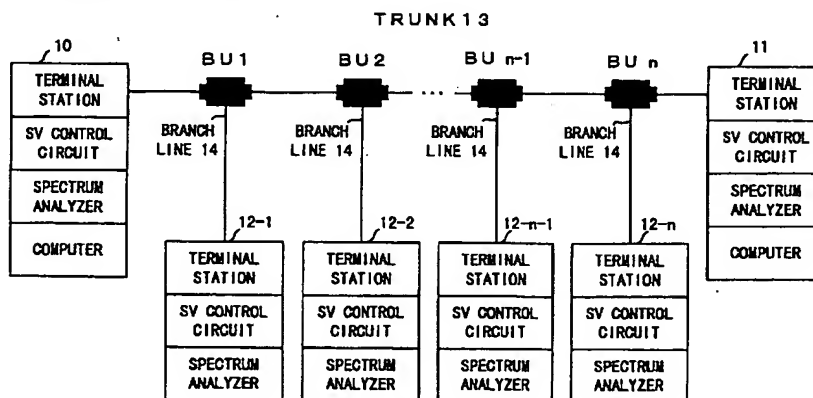 TRUNK13
10
BU1
BU2
...
BU n-1
BU n
11
TERMINAL
STATION
SV CONTROL
CIRCUIT
SPECTRUM
ANALYZER
COMPUTER
BRANCH
LINE 14
BRANCH
LINE 14
BRANCH
LINE 14
BRANCH
LINE 14
TERMINAL
STATION
SV CONTROL
CIRCUIT
SPECTRUM
ANALYZER
COMPUTER
12-1
TERMINAL
STATION
SV CONTROL
CIRCUIT
SPECTRUM
ANALYZER
12-2
TERMINAL
STATION
SV CONTROL
CIRCUIT
SPECTRUM
ANALYZER
12-n-1
TERMINAL
STATION
SV CONTROL
CIRCUIT
SPECTRUM
ANALYZER
12-n
TERMINAL
STATION
SV CONTROL
CIRCUIT
SPECTRUM
ANALYZER